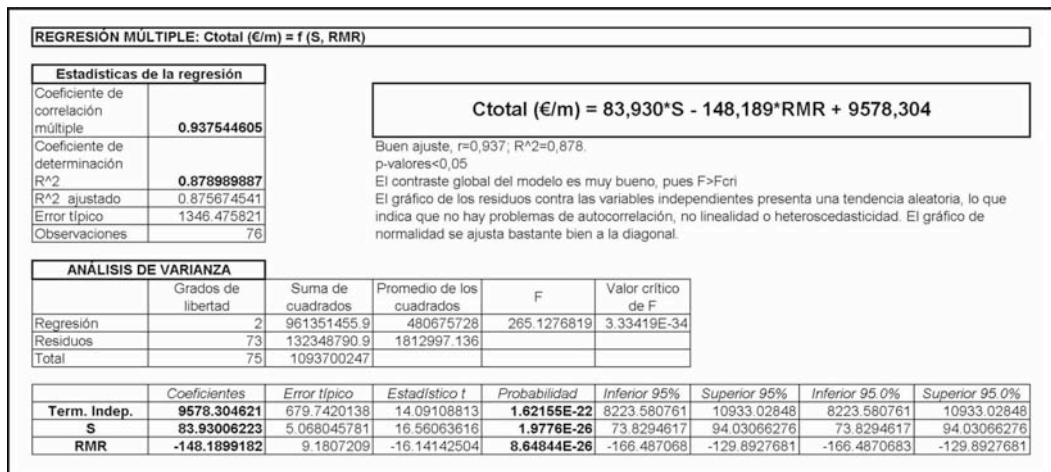 REGRESIÓN MÚLTIPLE: Ctotal (€/m) = f (S, RMR)
Estadísticas de la regresión
Coeficiente de
correlación
múltiple 0.937544605
Coeficiente de
determinación
R^2 0.878989887
R^2 ajustado 0.875674541
Error típico 1346.475821
Observaciones 76
Ctotal (€/m) = 83,930*S - 148,189*RMR + 9578,304
Buen ajuste, r=0,937; R^2=0,878.
p-valores<0,05
El contraste global del modelo es muy bueno, pues F>Fcri
El gráfico de los residuos contra las variables independientes presenta una tendencia aleatoria, lo que
indica que no hay problemas de autocorrelación, no linealidad o heteroscedasticidad. El gráfico de
normalidad se ajusta bastante bien a la diagonal.
ANÁLISIS DE VARIANZA
Grados de libertad Suma de cuadrados Promedio de los cuadrados F Valor crítico de F
Regresión 2 961351455.9 480675728 265.1276819 3.33419E-34
Residuos 73 132348790.9 1812997.136
Total 75 1093700247
Coeficientes Error típico Estadístico t Probabilidad Inferior 95% Superior 95% Inferior 95.0% Superior 95.0%
Term. Indep. 9578.304621 679.7420138 14.09108813 1.62155E-22 8223.580761 10933.02848 8223.580761 10933.02848
S 83.93006223 5.068045781 16.56063616 1.9776E-26 73.8294617 94.03066276 73.8294617 94.03066276
RMR -148.1899182 9.1807209 -16.14142504 8.64844E-26 -166.487068 -129.8927681 -166.4870683 -129.8927681